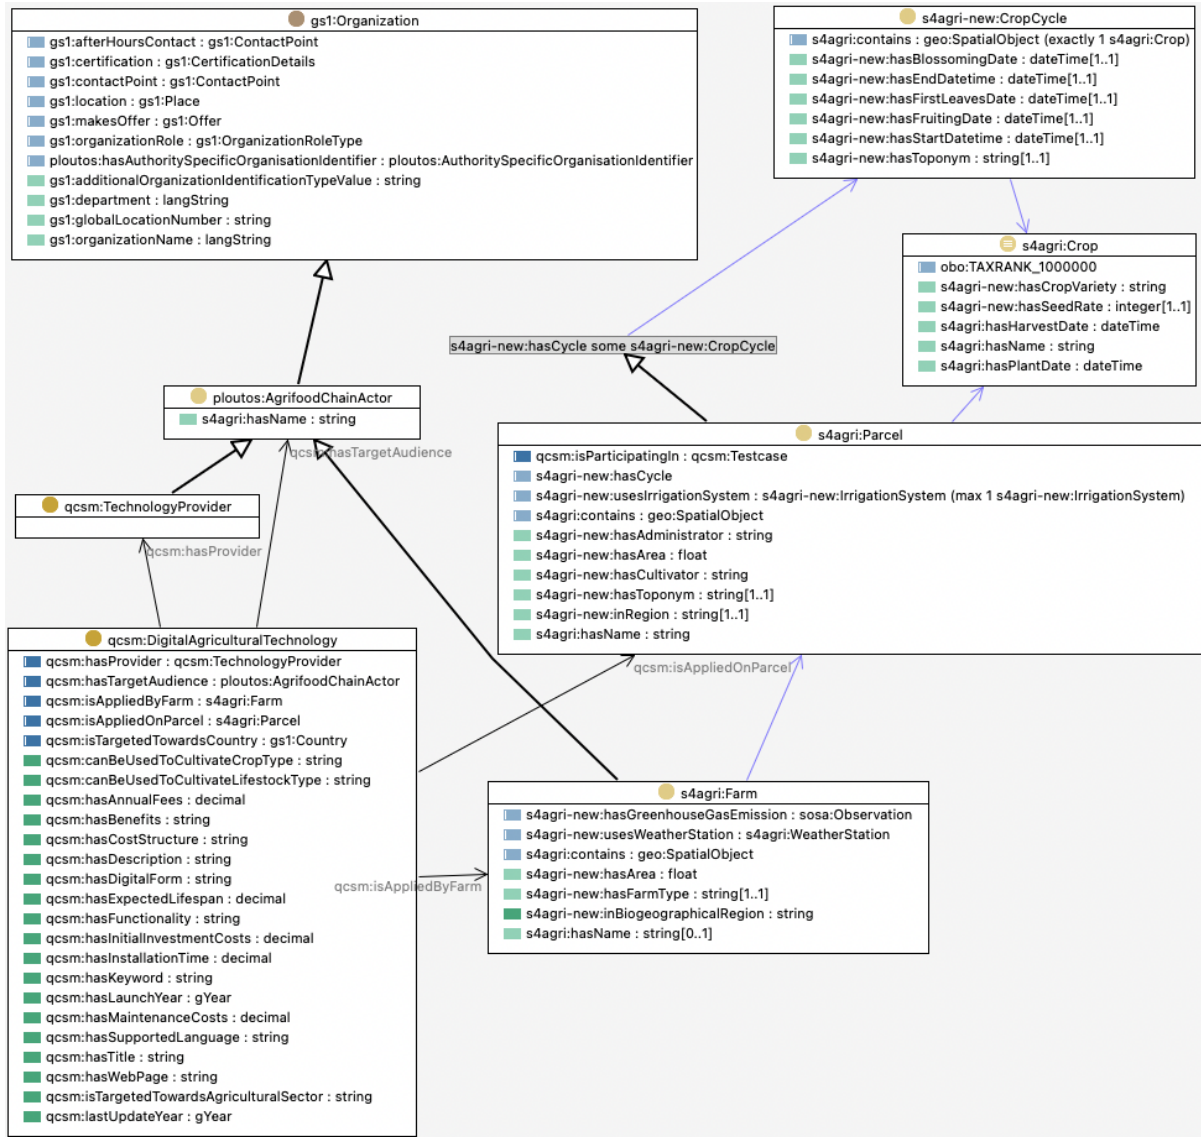 gs1:Organization
gs1:afterHoursContact : gs1:ContactPoint
gs1:certification : gs1:CertificationDetails
gs1:contactPoint : gs1:ContactPoint
gs1:location : gs1:Place
gs1:makesOffer : gs1:Offer
gs1:organizationRole : gs1:OrganizationRoleType
ploutos:hasAuthoritySpecificOrganisationIdentifier : ploutos:AuthoritySpecificOrganisationIdentifier
gs1:additionalOrganizationIdentificationTypeValue : string
gs1:department : langString
gs1:globalLocationNumber : string
gs1:organizationName : langString
s4agri-new:CropCycle
s4agri:contains : geo:SpatialObject (exactly 1 s4agri:Crop)
s4agri-new:hasBlossomingDate : dateTime[1..1]
s4agri-new:hasEndDatetime : dateTime[1..1]
s4agri-new:hasFirstLeavesDate : dateTime[1..1]
s4agri-new:hasFruitingDate : dateTime[1..1]
s4agri-new:hasStartDatetime : dateTime[1..1]
s4agri-new:hasToponym : string[1..1]
s4agri:Crop
obo:TAXRANK_1000000
s4agri-new:hasCropVariety : string
s4agri-new:hasSeedRate : integer[1..1]
s4agri:hasHarvestDate : dateTime
s4agri:hasName : string
s4agri:hasPlantDate : dateTime
s4agri-new:hasCycle some s4agri-new:CropCycle
ploutos:AgrifoodChainActor
s4agri:hasName : string
qcsm:hasTargetAudience
s4agri:Parcel
qcsm:isParticipatingIn : qcsm:Testcase
s4agri-new:hasCycle
s4agri-new:usesIrrigationSystem : s4agri-new:IrrigationSystem (max 1 s4agri-new:IrrigationSystem)
s4agri:contains : geo:SpatialObject
s4agri-new:hasAdministrator : string
s4agri-new:hasArea : float
s4agri-new:hasCultivator : string
s4agri-new:hasToponym : string[1..1]
s4agri-new:inRegion : string[1..1]
s4agri:hasName : string
qcsm:TechnologyProvider
qcsm:hasProvider
qcsm:DigitalAgriculturalTechnology
qcsm:hasProvider : qcsm:TechnologyProvider
qcsm:hasTargetAudience : ploutos:AgrifoodChainActor
qcsm:isAppliedByFarm : s4agri:Farm
qcsm:isAppliedOnParcel : s4agri:Parcel
qcsm:isTargetedTowardsCountry : gs1:Country
qcsm:canBeUsedToCultivateCropType : string
qcsm:canBeUsedToCultivateLifestockType : string
qcsm:hasAnnualFees : decimal
qcsm:hasBenefits : string
qcsm:hasCostStructure : string
qcsm:hasDescription : string
qcsm:hasDigitalForm : string
qcsm:hasExpectedLifespan : decimal
qcsm:hasFunctionality : string
qcsm:hasInitialInvestmentCosts : decimal
qcsm:hasInstallationTime : decimal
qcsm:hasKeyword : string
qcsm:hasLaunchYear : gYear
qcsm:hasMaintenanceCosts : decimal
qcsm:hasSupportedLanguage : string
qcsm:hasTitle : string
qcsm:hasWebPage : string
qcsm:isTargetedTowardsAgriculturalSector : string
qcsm:lastUpdateYear : gYear
qcsm:isAppliedOnParcel
qcsm:isAppliedByFarm
s4agri:Farm
s4agri-new:hasGreenhouseGasEmission : sosa:Observation
s4agri-new:usesWeatherStation : s4agri:WeatherStation
s4agri:contains : geo:SpatialObject
s4agri-new:hasArea : float
s4agri-new:hasFarmType : string[1..1]
s4agri-new:inBiogeographicalRegion : string
s4agri:hasName : string[0..1]